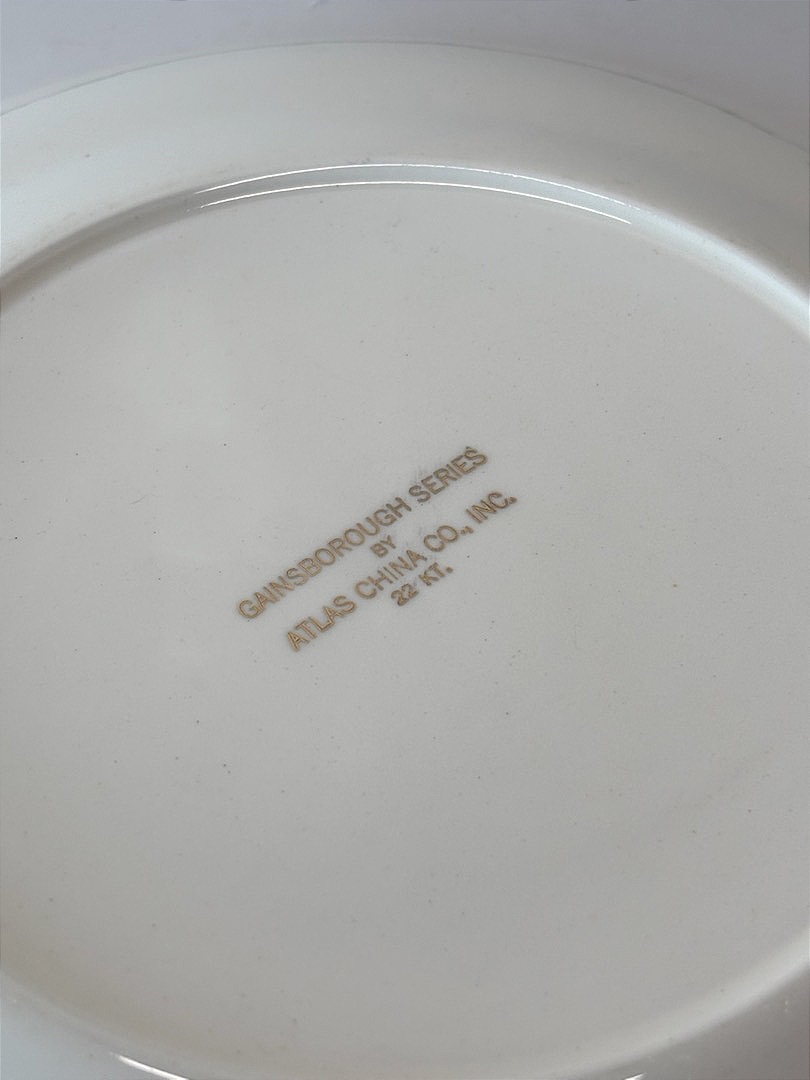 GAINSBOROUGH SERIES
BY
ATLAS CHINA CO., INC.
22 KT.